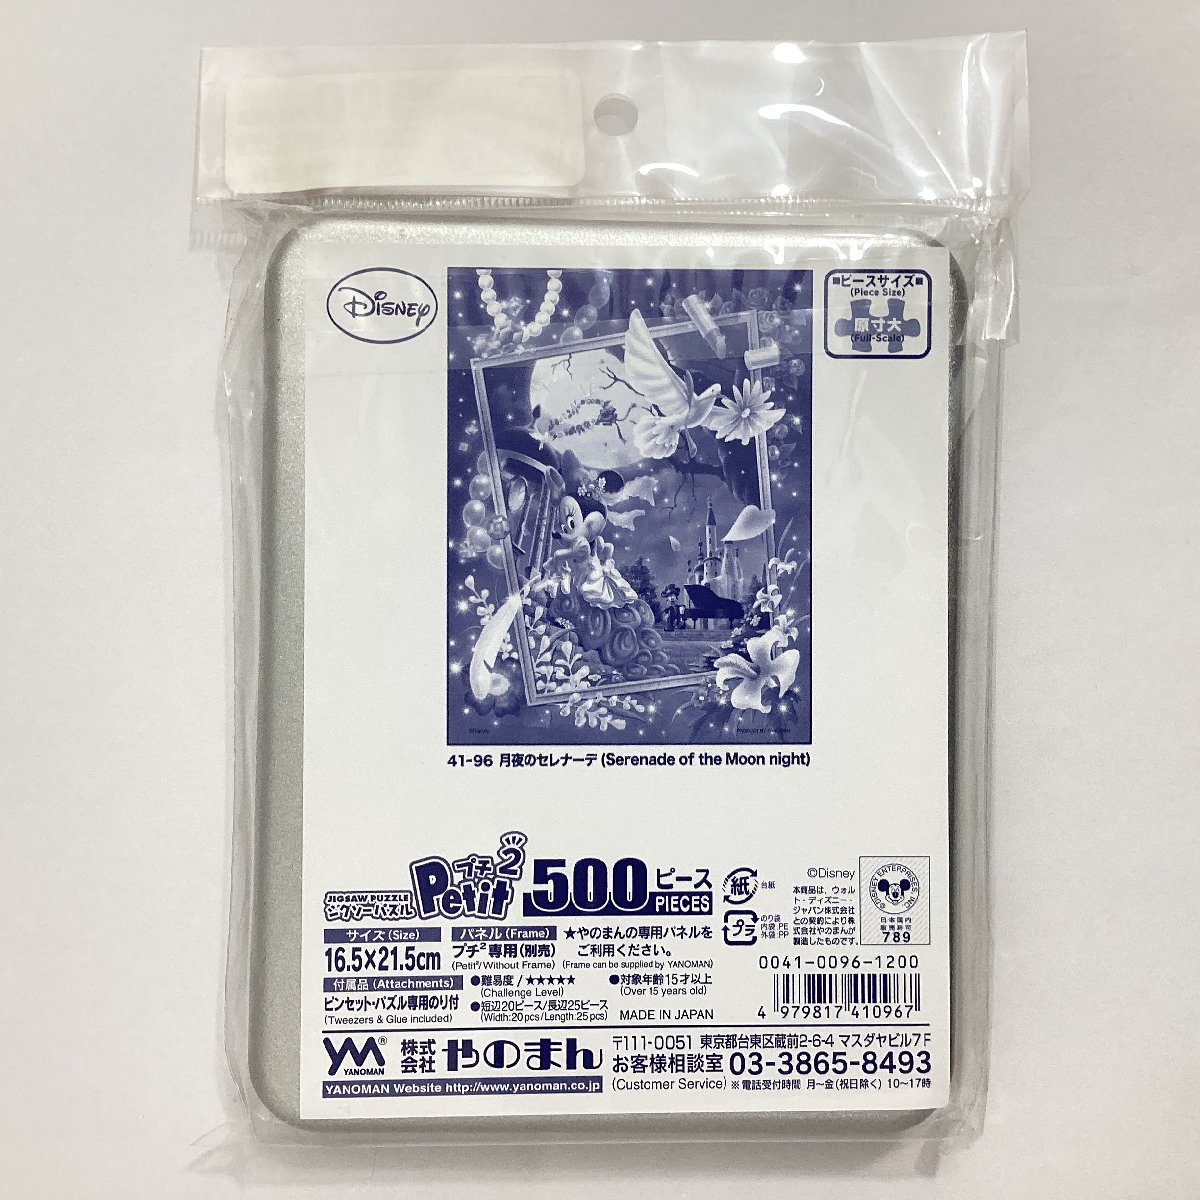 Disney
■ピースサイズ■
(Piece Size)
原寸大
(Full-Scale)
41-96 月夜のセレナーデ (Serenade of the Moon night)
JIGSAW PUZZLE
ジグソーパズル
プチ2
Petit
500ピース
PIECES
紙
台紙
プラ
のり袋
内袋:PE
外袋:PP
©Disney
本商品は、ウォル
ト・ディズニー・
ジャパン株式会社
との契約により株
式会社やのまんが
製造したものです。
©DISNEY ENTERPRISES, INC.
日本国内
販売許可
789
サイズ(Size)
16.5×21.5cm
パネル(Frame)
プチ2専用(別売)
(Petit2/Without Frame)
★やのまんの専用パネルを
ご利用ください。
(Frame can be supplied by YANOMAN)
付属品 (Attachments)
ピンセット・パズル専用のり付
(Tweezers & Glue included)
●難易度/★★★★★
(Challenge Level)
●対象年齢15才以上
(Over 15 years old)
●短辺20ピース/長辺25ピース
(Width:20pcs/Length:25pcs)
MADE IN JAPAN
0041-0096-1200
4 979817 410967
YM®
YANOMAN
株式会社 やのまん
YANOMAN Website http://www.yanoman.co.jp
〒111-0051 東京都台東区蔵前2-6-4 マスダヤビル7F
お客様相談室 03-3865-8493
(Customer Service) ※電話受付時間 月〜金(祝日除く) 10〜17時